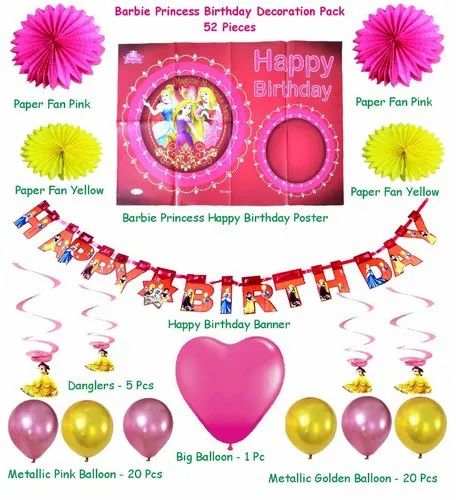 Barbie Princess Birthday Decoration Pack
52 Pieces
Happy
Birthday
Paper Fan Pink
Paper Fan Pink
Paper Fan Yellow
Paper Fan Yellow
Barbie Princess Happy Birthday Poster
HAPPY BIRTHDAY
Happy Birthday Banner
Danglers - 5 Pcs
Big Balloon - 1 Pc
Metallic Pink Balloon - 20 Pcs
Metallic Golden Balloon - 20 Pcs